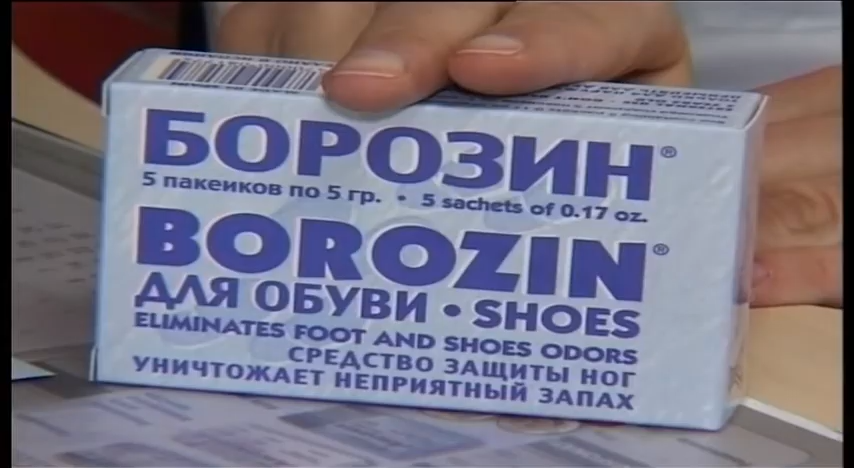 БОРОЗИН®
5 пакеиков по 5 гр. • 5 sachets of 0.17 oz.
BOROZIN®
ДЛЯ ОБУВИ • SHOES
ELIMINATES FOOT AND SHOES ODORS
СРЕДСТВО ЗАЩИТЫ НОГ
УНИЧТОЖАЕТ НЕПРИЯТНЫЙ ЗАПАХ